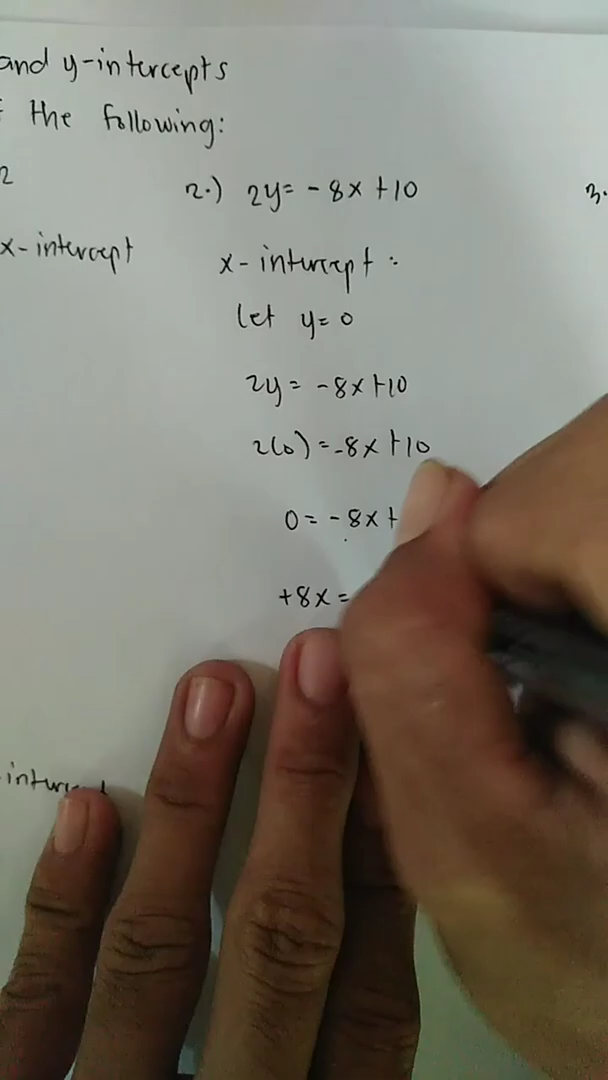 and y-intercepts
the following:
2
2.) 2y = -8x +10
3.
x-intercept
x-intercept :
let y= 0
2y = -8x+10
2(0) = -8x +10
0 = -8x +
+8x =